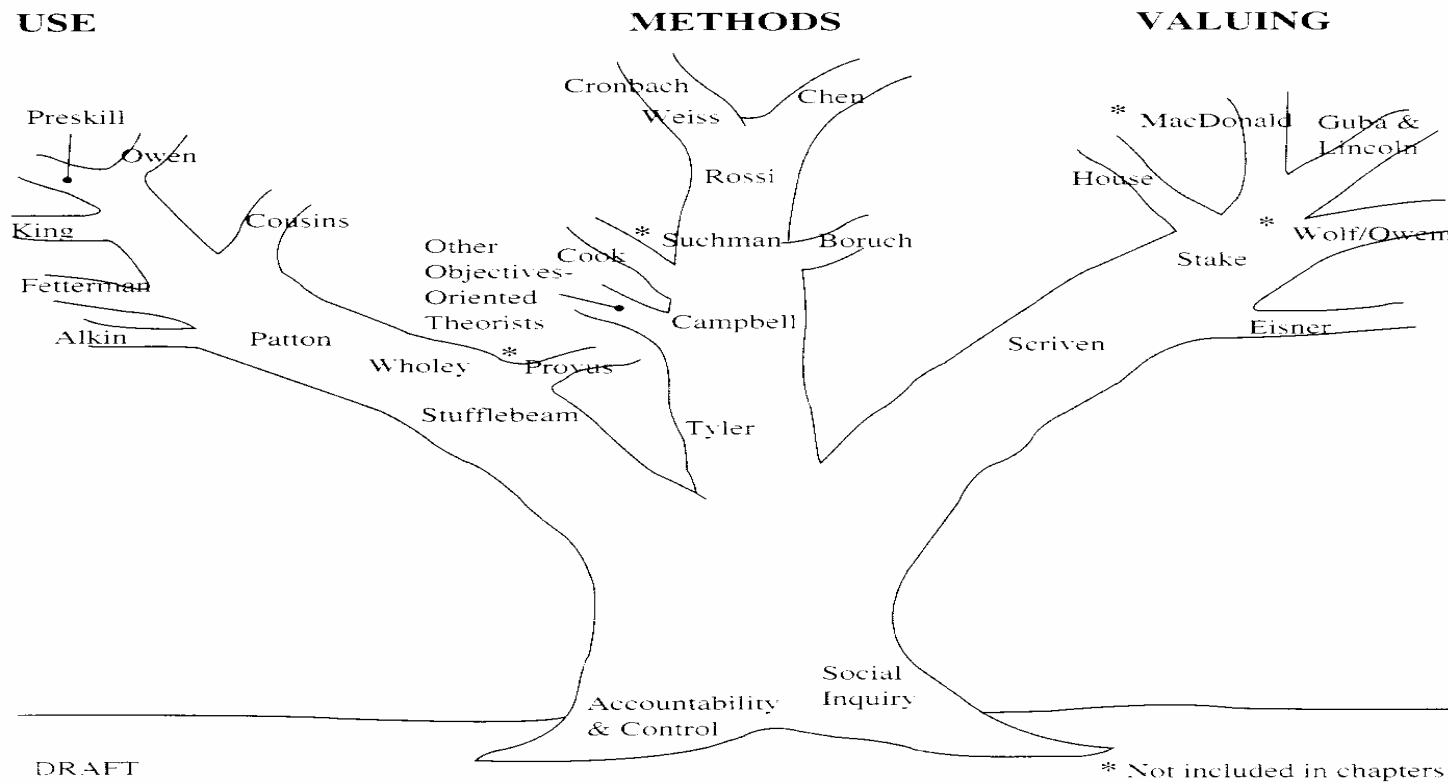 USE
METHODS
VALUING
Preskill
Owen
King
Cousins
Fetterman
Alkin
Patton
Wholey
* Provus
Stufflebeam
Other
Objectives-
Oriented
Theorists
Cronbach
Weiss
Chen
Rossi
* Suchman
Cook
Boruch
Campbell
Tyler
* MacDonald
Guba &
Lincoln
House
* Wolf/Owens
Stake
Eisner
Scriven
Accountability
& Control
Social
Inquiry
DRAFT
* Not included in chapters